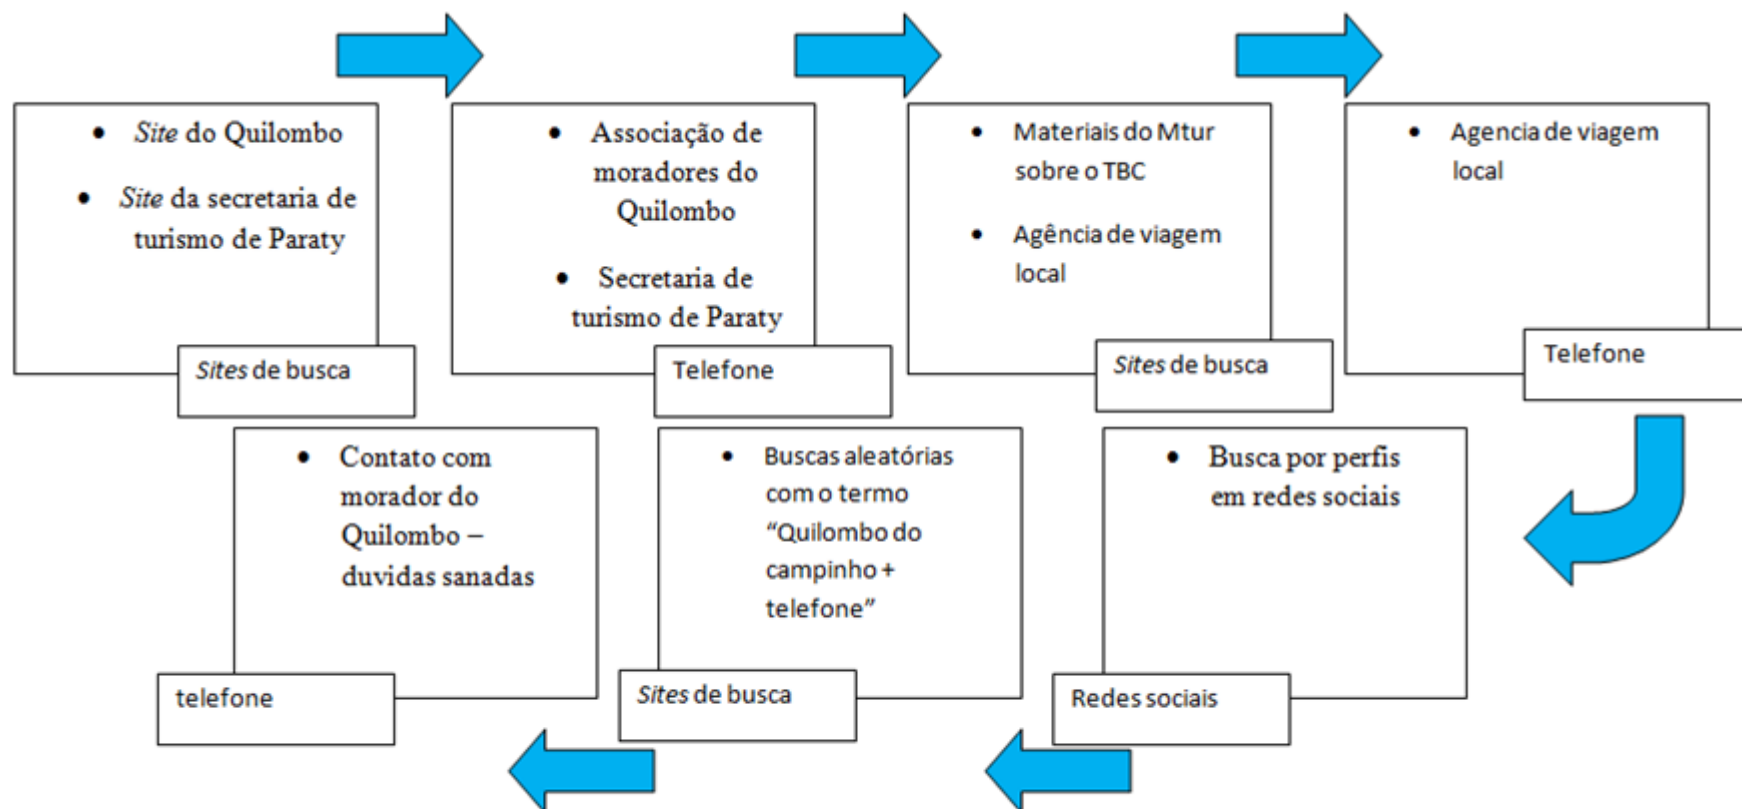 • Site do Quilombo
• Site da secretaria de
turismo de Paraty
Sites de busca
• Associação de
moradores do
Quilombo
• Secretaria de
turismo de Paraty
Telefone
• Materiais do Mtur
sobre o TBC
• Agência de viagem
local
Sites de busca
• Agencia de viagem
local
Telefone
• Busca por perfis
em redes sociais
Redes sociais
• Buscas aleatórias
com o termo
“Quilombo do
campinho +
telefone”
Sites de busca
• Contato com
morador do
Quilombo –
duvidas sanadas
telefone